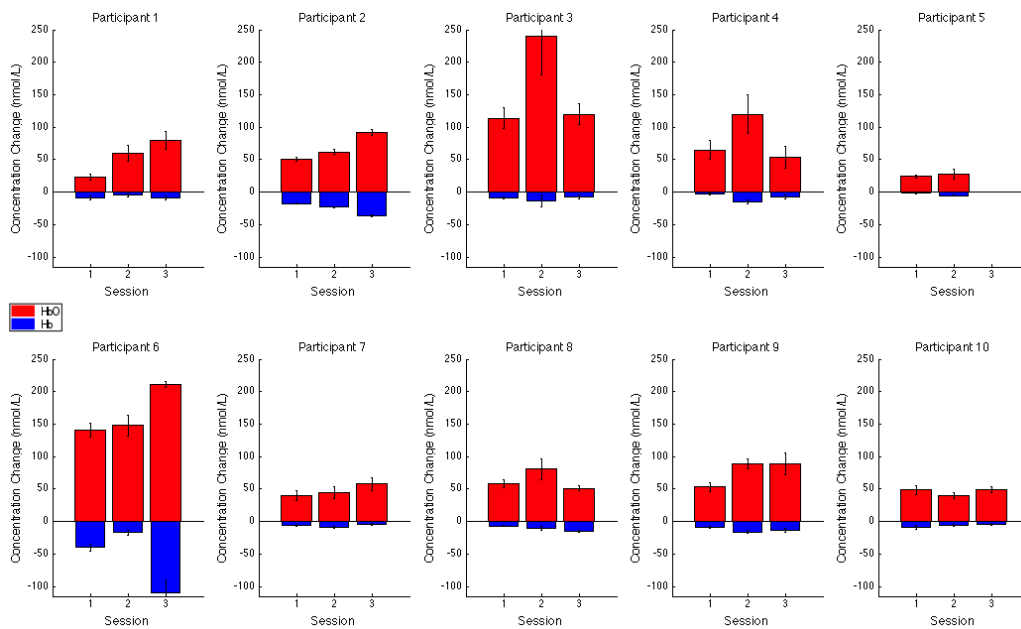 Participant 1
Concentration Change (nmol/L)
250
200
150
100
50
0
-50
-100
1 2 3
Session
Participant 2
Concentration Change (nmol/L)
250
200
150
100
50
0
-50
-100
1 2 3
Session
Participant 3
Concentration Change (nmol/L)
250
200
150
100
50
0
-50
-100
1 2 3
Session
Participant 4
Concentration Change (nmol/L)
250
200
150
100
50
0
-50
-100
1 2 3
Session
Participant 5
Concentration Change (nmol/L)
250
200
150
100
50
0
-50
-100
1 2 3
Session
HbO
Hb
Participant 6
Concentration Change (nmol/L)
250
200
150
100
50
0
-50
-100
1 2 3
Session
Participant 7
Concentration Change (nmol/L)
250
200
150
100
50
0
-50
-100
1 2 3
Session
Participant 8
Concentration Change (nmol/L)
250
200
150
100
50
0
-50
-100
1 2 3
Session
Participant 9
Concentration Change (nmol/L)
250
200
150
100
50
0
-50
-100
1 2 3
Session
Participant 10
Concentration Change (nmol/L)
250
200
150
100
50
0
-50
-100
1 2 3
Session